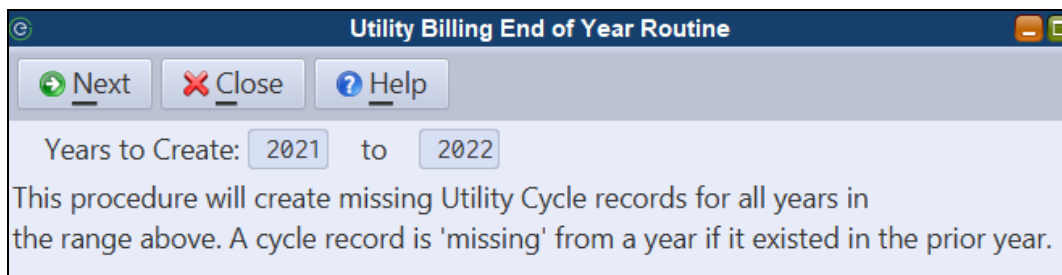 Utility Billing End of Year Routine
Next Close Help
Years to Create: 2021 to 2022
This procedure will create missing Utility Cycle records for all years in
the range above. A cycle record is 'missing' from a year if it existed in the prior year.